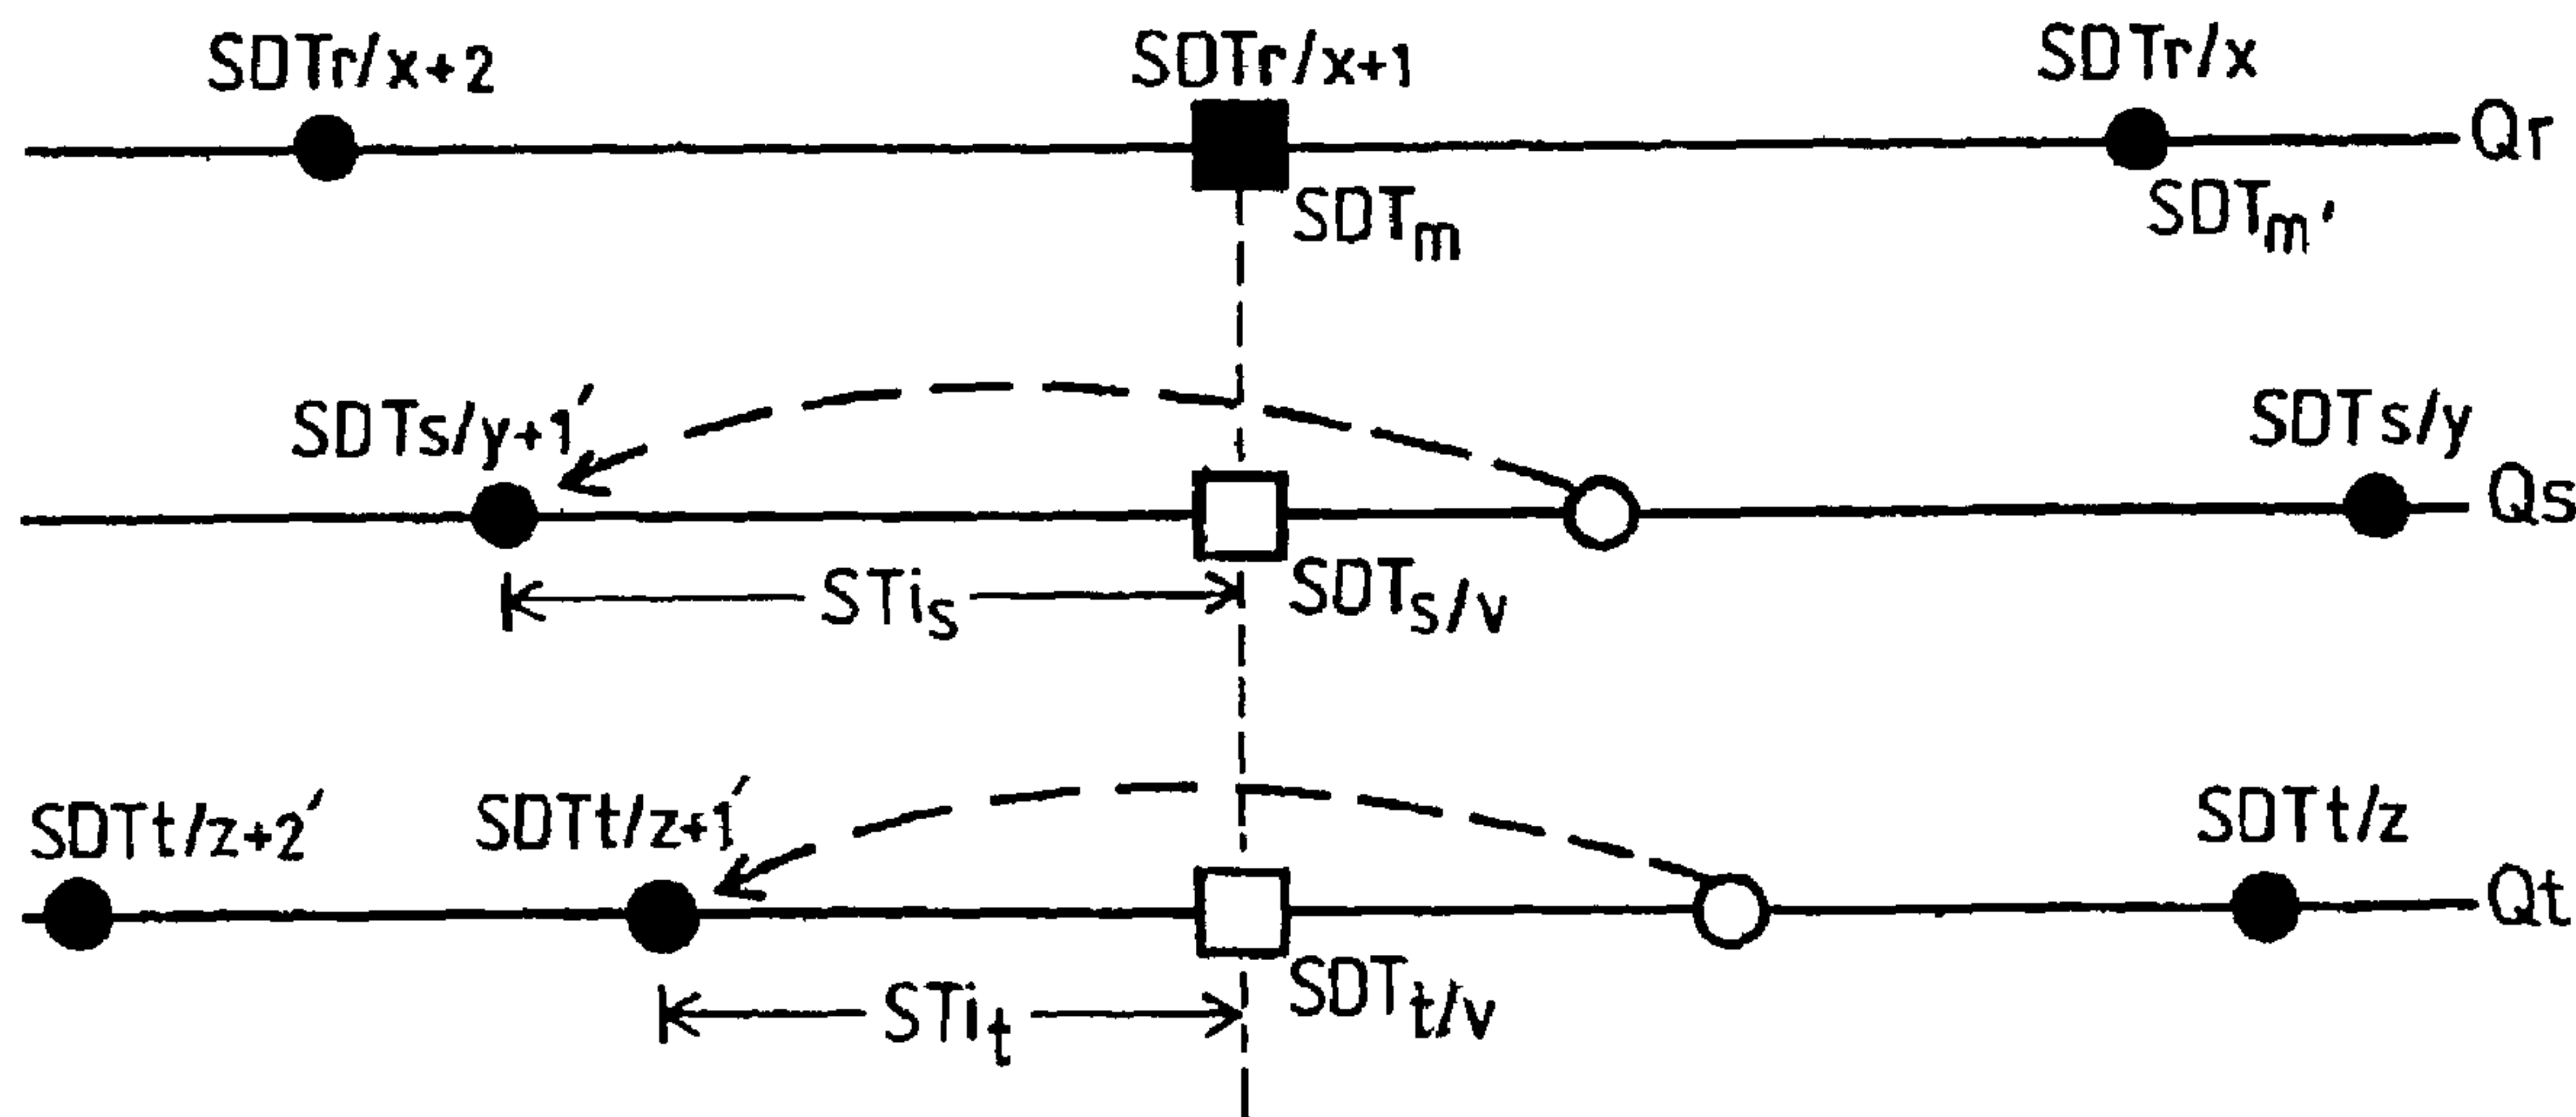 SDTr/x+2 SDTr/x+1 SDTr/x
Qr
SDTm SDTm'
SDTs/y+1' SDTs/y
Qs
STis SDTs/v
SDTt/z+2' SDTt/z+1' SDTt/z
Qt
STit SDTt/v